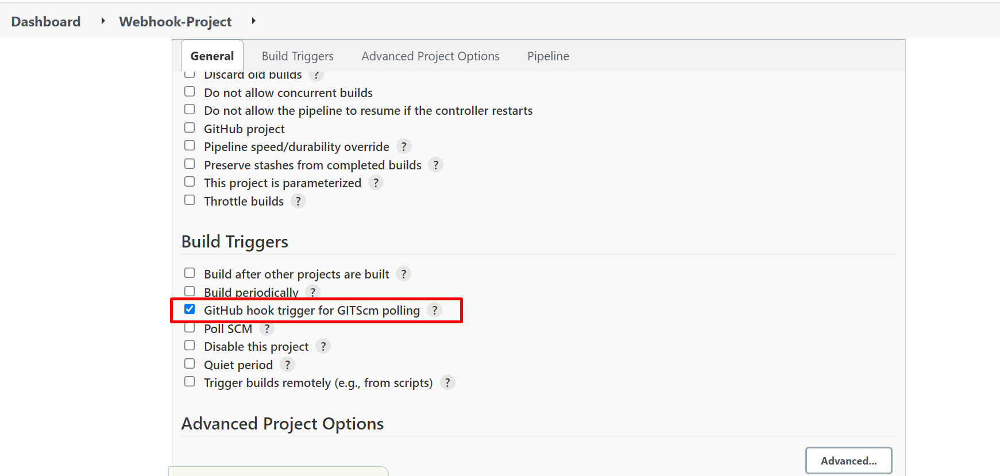 Dashboard Webhook-Project
General Build Triggers Advanced Project Options Pipeline
Discard old builds ?
Do not allow concurrent builds
Do not allow the pipeline to resume if the controller restarts
GitHub project
Pipeline speed/durability override ?
Preserve stashes from completed builds ?
This project is parameterized ?
Throttle builds ?
Build Triggers
Build after other projects are built ?
Build periodically ?
GitHub hook trigger for GITScm polling ?
Poll SCM ?
Disable this project ?
Quiet period ?
Trigger builds remotely (e.g., from scripts) ?
Advanced Project Options
Advanced...